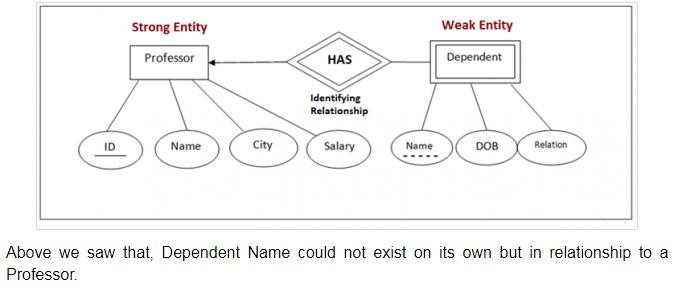 Strong Entity
Weak Entity
Professor
HAS
Dependent
Identifying
Relationship
ID
Name
City
Salary
Name
DOB
Relation
Above we saw that, Dependent Name could not exist on its own but in relationship to a
Professor.